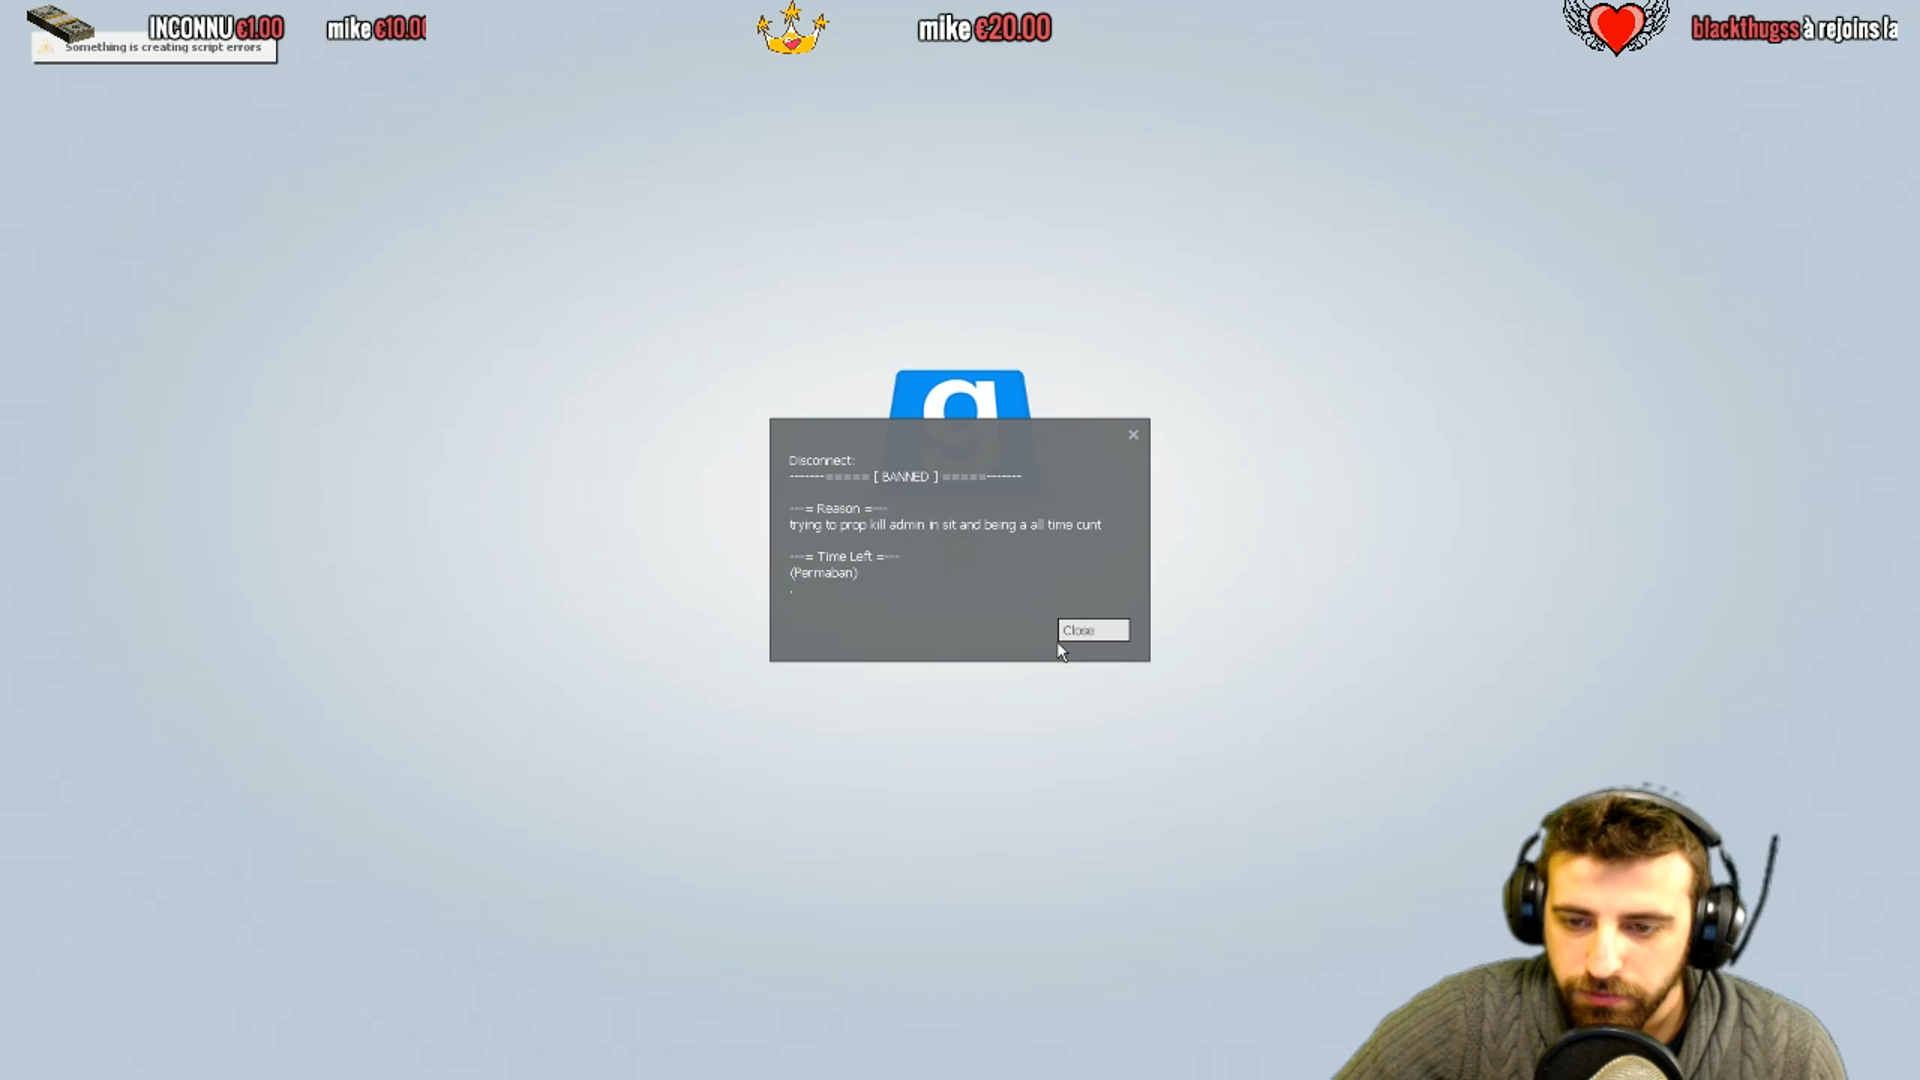 INCONNU €1.00 mike €10.00
mike €20.00
blackthugss à rejoins la
Something is creating script errors
g
Disconnect:
-------===== [ BANNED ] =====-------
---= Reason =---
trying to prop kill admin in sit and being a all time cunt
---= Time Left =---
(Permaban)
.
Close